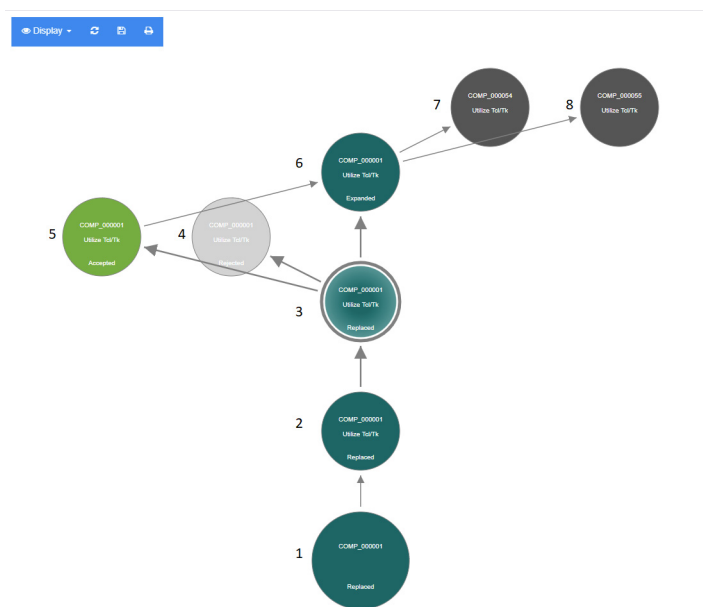 Display
7
COMP_000054
Utilize Tol/Tk
8
COMP_000055
Utilize Tol/Tk
6
COMP_000001
Utilize Tol/Tk
Expanded
5
COMP_000001
Utilize Tol/Tk
Accepted
4
COMP_000001
Utilize Tol/Tk
Rejected
3
COMP_000001
Utilize Tol/Tk
Replaced
2
COMP_000001
Utilize Tol/Tk
Replaced
1
COMP_000001
Replaced